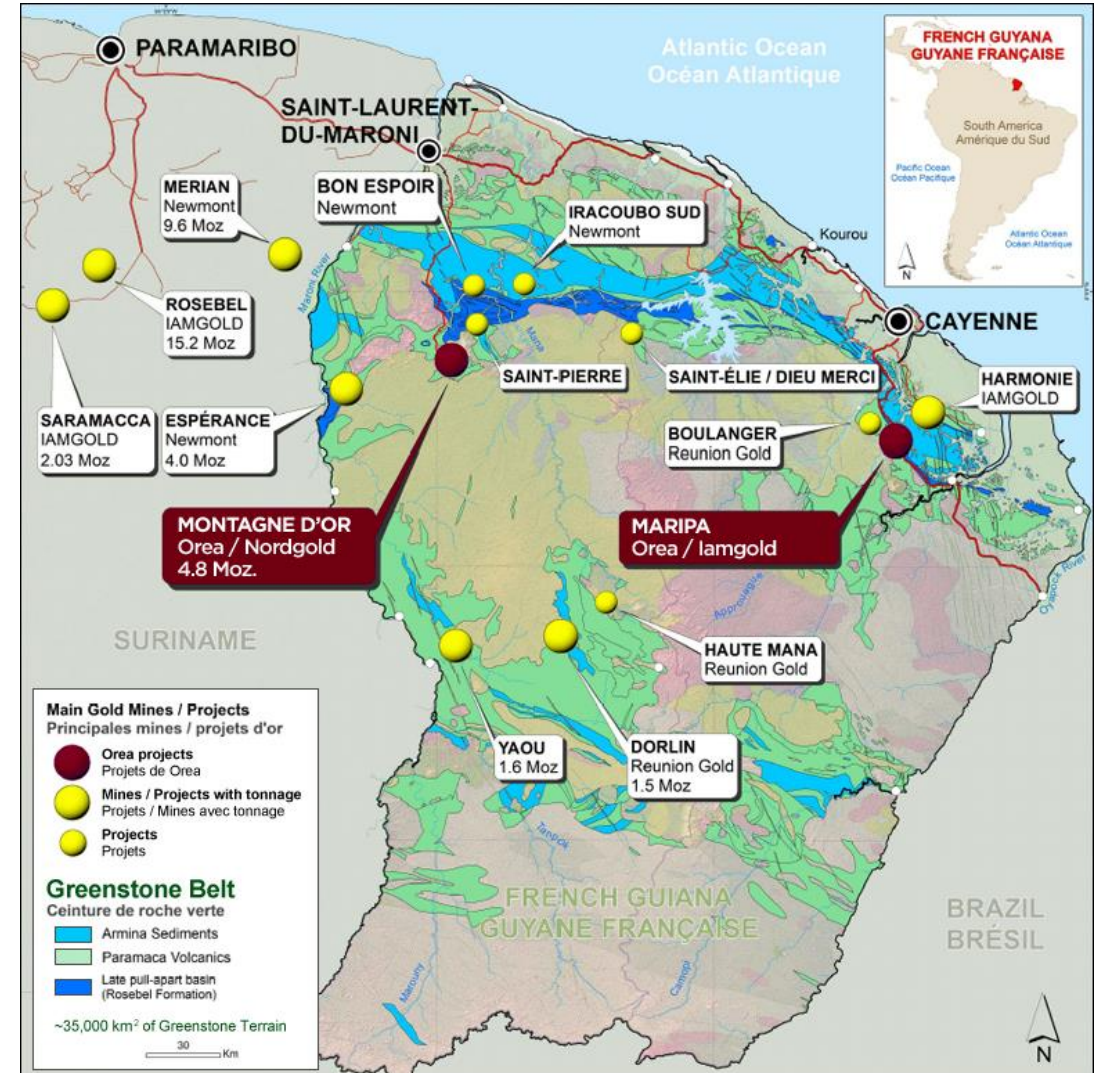 PARAMARIBO
Atlantic Ocean
Océan Atlantique
FRENCH GUYANA
GUYANE FRANÇAISE
South America
Amérique du Sud
Pacific Ocean
Océan Pacifique
Atlantic Ocean
Océan Atlantique
N
SAINT-LAURENT-
DU-MARONI
MERIAN
Newmont
9.6 Moz
BON ESPOIR
Newmont
IRACOUBO SUD
Newmont
Kourou
Maroni River
ROSEBEL
IAMGOLD
15.2 Moz
CAYENNE
Mana
SAINT-PIERRE
SAINT-ÉLIE / DIEU MERCI
HARMONIE
IAMGOLD
SARAMACCA
IAMGOLD
2.03 Moz
ESPÉRANCE
Newmont
4.0 Moz
BOULANGER
Reunion Gold
MONTAGNE D'OR
Orea / Nordgold
4.8 Moz.
MARIPA
Orea / Iamgold
Approuague
Oyapock River
SURINAME
HAUTE MANA
Reunion Gold
YAOU
1.6 Moz
DORLIN
Reunion Gold
1.5 Moz
Tampok
FRENCH GUIANA
GUYANE FRANÇAISE
BRAZIL
BRÉSIL
Marouny
Camopi
Main Gold Mines / Projects
Principales mines / projets d'or
Orea projects
Projets de Orea
Mines / Projects with tonnage
Projets / Mines avec tonnage
Projects
Projets
Greenstone Belt
Ceinture de roche verte
Armina Sediments
Paramaca Volcanics
Late pull-apart basin
(Rosebel Formation)
~35,000 km² of Greenstone Terrain
30
Km
N